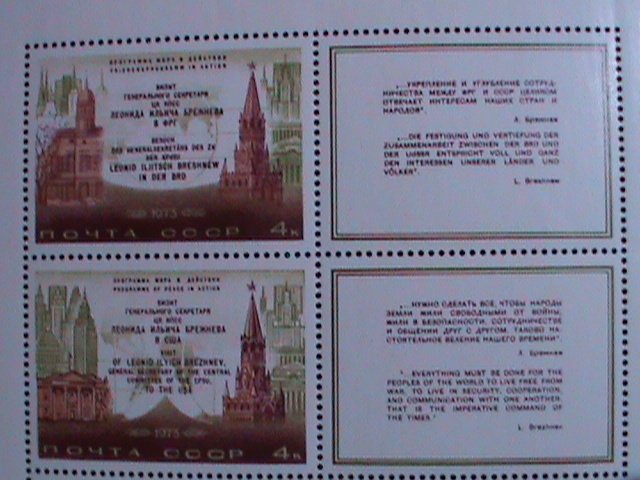 ПРОГРАММА МИРА В ДЕЙСТВИИ
FRIEDENSPROGRAMM IN AKTION
ВИЗИТ
ГЕНЕРАЛЬНОГО СЕКРЕТАРЯ
ЦК КПСС
ЛЕОНИДА ИЛЬИЧА БРЕЖНЕВА
В ФРГ
BESUCH
DES GENERALSEKRETÄRS DES ZK
DER KPDSU
LEONID ILJITSCH BRESHNEW
IN DER BRD
1973
ПОЧТА СССР 4к
„...УКРЕПЛЕНИЕ И УГЛУБЛЕНИЕ СОТРУД-
НИЧЕСТВА МЕЖДУ ФРГ И СССР ЦЕЛИКОМ
ОТВЕЧАЕТ ИНТЕРЕСАМ НАШИХ СТРАН И
НАРОДОВ".
Л. Брежнев
„...DIE FESTIGUNG UND VERTIEFUNG DER
ZUSAMMENARBEIT ZWISCHEN DER BRD UND
DER UdSSR ENTSPRICHT VOLL UND GANZ
DEN INTERESSEN UNSERER LÄNDER UND
VÖLKER".
L. Breshnew
ПРОГРАММА МИРА В ДЕЙСТВИИ
PROGRAMME OF PEACE IN ACTION
ВИЗИТ
ГЕНЕРАЛЬНОГО СЕКРЕТАРЯ
ЦК КПСС
ЛЕОНИДА ИЛЬИЧА БРЕЖНЕВА
В США
VISIT
OF LEONID ILYICH BREZHNEV,
GENERAL SECRETARY OF THE CENTRAL
COMMITTEE OF THE CPSU,
TO THE USA
1973
ПОЧТА СССР 4к
„...НУЖНО СДЕЛАТЬ ВСЕ, ЧТОБЫ НАРОДЫ
ЗЕМЛИ ЖИЛИ СВОБОДНЫМИ ОТ ВОЙНЫ,
ЖИЛИ В БЕЗОПАСНОСТИ, СОТРУДНИЧЕСТВЕ
И ОБЩЕНИИ ДРУГ С ДРУГОМ. ТАКОВО НА-
СТОЯТЕЛЬНОЕ ВЕЛЕНИЕ НАШЕГО ВРЕМЕНИ".
Л. Брежнев
"...EVERYTHING MUST BE DONE FOR THE
PEOPLES OF THE WORLD TO LIVE FREE FROM
WAR, TO LIVE IN SECURITY, COOPERATION,
AND COMMUNICATION WITH ONE ANOTHER.
THAT IS THE IMPERATIVE COMMAND OF
THE TIMES."
L. Brezhnev